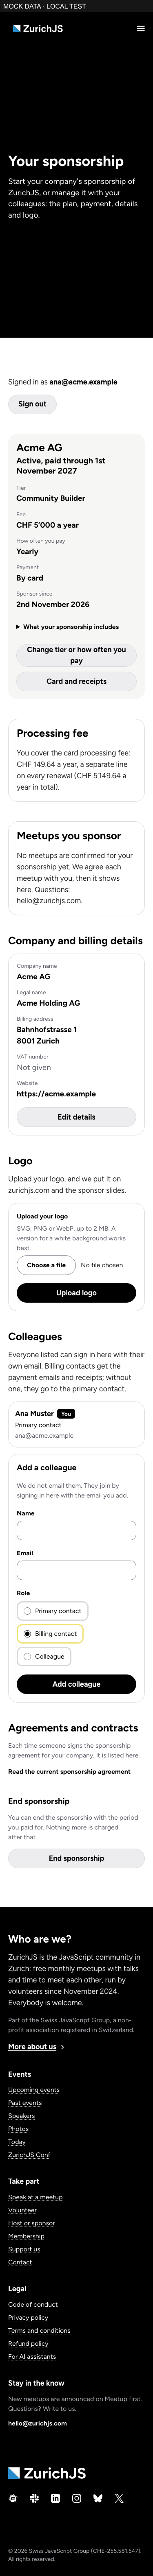 MOCK DATA · LOCAL TEST
ZurichJS
Your sponsorship
Start your company's sponsorship of
ZurichJS, or manage it with your
colleagues: the plan, payment, details
and logo.
Signed in as ana@acme.example
Sign out
Acme AG
Active, paid through 1st
November 2027
Tier
Community Builder
Fee
CHF 5'000 a year
How often you pay
Yearly
Payment
By card
Sponsor since
2nd November 2026
What your sponsorship includes
Change tier or how often you
pay
Card and receipts
Processing fee
You cover the card processing fee:
CHF 149.64 a year, a separate line
on every renewal (CHF 5'149.64 a
year in total).
Meetups you sponsor
No meetups are confirmed for your
sponsorship yet. We agree each
meetup with you, then it shows
here. Questions:
hello@zurichjs.com.
Company and billing details
Company name
Acme AG
Legal name
Acme Holding AG
Billing address
Bahnhofstrasse 1
8001 Zurich
VAT number
Not given
Website
https://acme.example
Edit details
Logo
Upload your logo, and we put it on
zurichjs.com and the sponsor slides.
Upload your logo
SVG, PNG or WebP, up to 2 MB. A
version for a white background works
best.
Choose a file No file chosen
Upload logo
Colleagues
Everyone listed can sign in here with their
own email. Billing contacts get the
payment emails and receipts; without
any, they go to the primary contact.
Ana Muster You
Primary contact
ana@acme.example
Add a colleague
We do not email them. They join by
signing in here with the email you add.
Name
Email
Role
Primary contact
Billing contact
Colleague
Add colleague
Agreements and contracts
Each time someone signs the sponsorship
agreement for your company, it is listed here.
Read the current sponsorship agreement
End sponsorship
You can end the sponsorship with the period
you paid for. Nothing more is charged
after that.
End sponsorship
Who are we?
ZurichJS is the JavaScript community in
Zurich: free monthly meetups with talks
and time to meet each other, run by
volunteers since November 2024.
Everybody is welcome.
Part of the Swiss JavaScript Group, a non-
profit association registered in Switzerland.
More about us
Events
Upcoming events
Past events
Speakers
Photos
Today
ZurichJS Conf
Take part
Speak at a meetup
Volunteer
Host or sponsor
Membership
Support us
Contact
Legal
Code of conduct
Privacy policy
Terms and conditions
Refund policy
For AI assistants
Stay in the know
New meetups are announced on Meetup first.
Questions? Write to us.
hello@zurichjs.com
ZurichJS
© 2026 Swiss JavaScript Group (CHE-255.581.547).
All rights reserved.